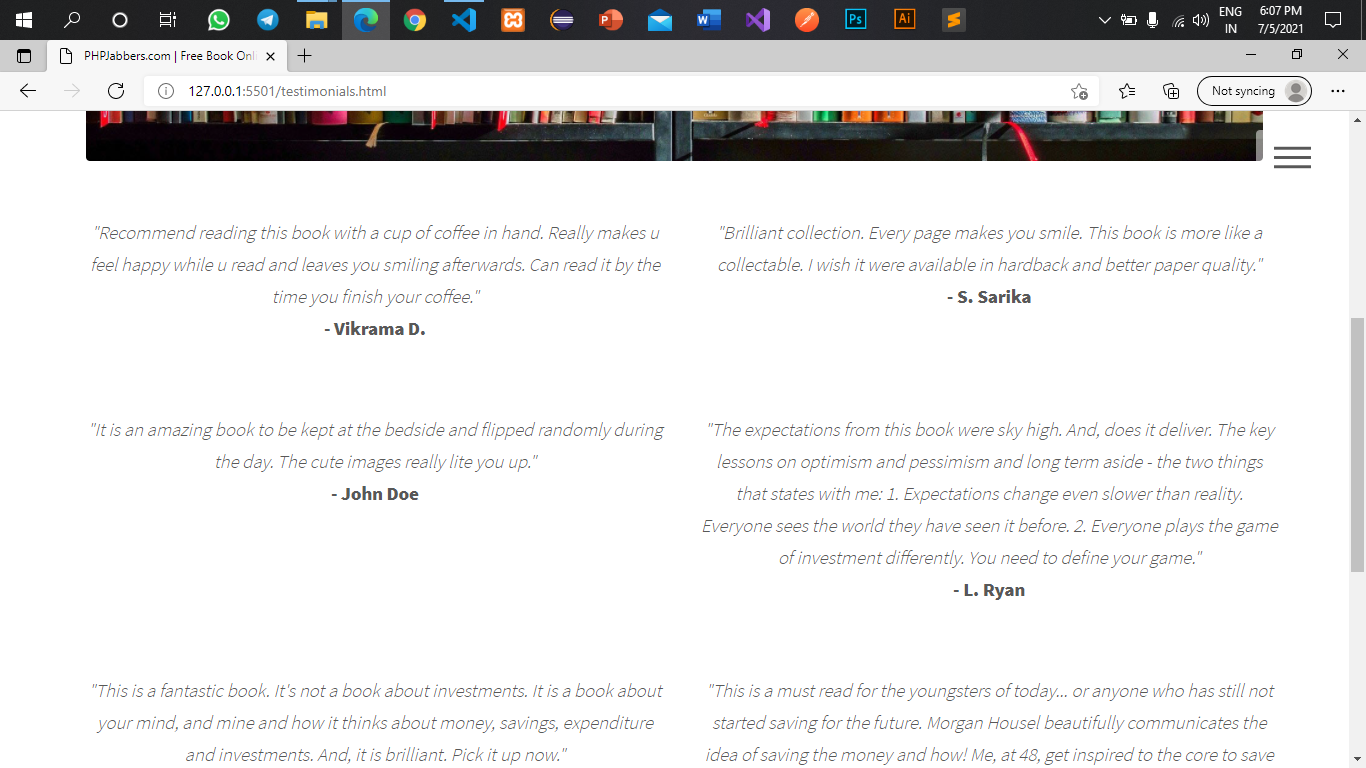 ENG
IN
6:07 PM
7/5/2021
PHPJabbers.com | Free Book Onli
127.0.0.1:5501/testimonials.html
Not syncing
"Recommend reading this book with a cup of coffee in hand. Really makes u
feel happy while u read and leaves you smiling afterwards. Can read it by the
time you finish your coffee."
- Vikrama D.
"Brilliant collection. Every page makes you smile. This book is more like a
collectable. I wish it were available in hardback and better paper quality."
- S. Sarika
"It is an amazing book to be kept at the bedside and flipped randomly during
the day. The cute images really lite you up."
- John Doe
"The expectations from this book were sky high. And, does it deliver. The key
lessons on optimism and pessimism and long term aside - the two things
that states with me: 1. Expectations change even slower than reality.
Everyone sees the world they have seen it before. 2. Everyone plays the game
of investment differently. You need to define your game."
- L. Ryan
"This is a fantastic book. It's not a book about investments. It is a book about
your mind, and mine and how it thinks about money, savings, expenditure
and investments. And, it is brilliant. Pick it up now."
"This is a must read for the youngsters of today... or anyone who has still not
started saving for the future. Morgan Housel beautifully communicates the
idea of saving the money and how! Me, at 48, get inspired to the core to save